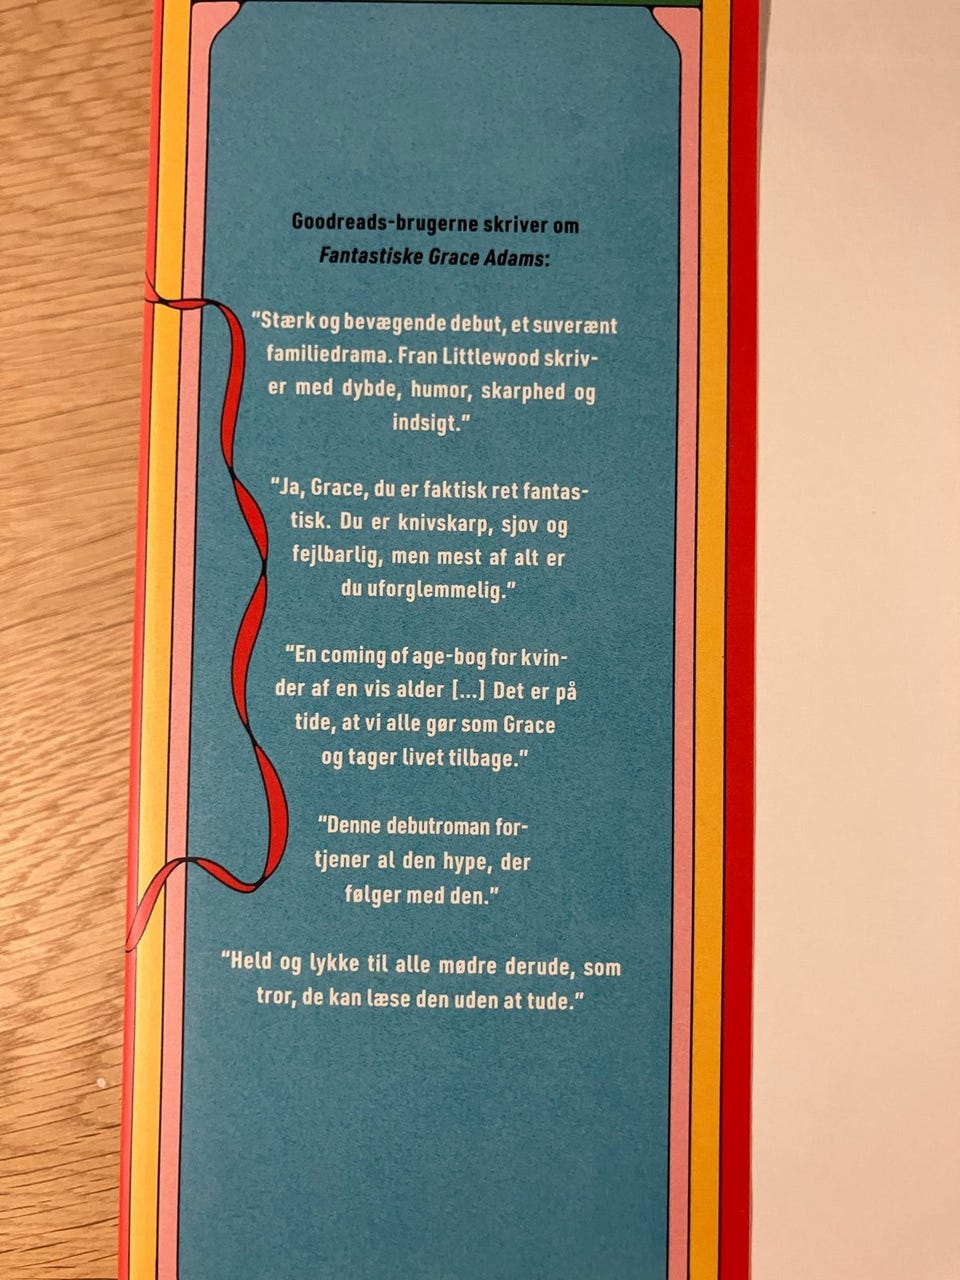 Goodreads-brugerne skriver om
Fantastiske Grace Adams:
"Stærk og bevægende debut, et suverænt
familiedrama. Fran Littlewood skriv-
er med dybde, humor, skarphed og
indsigt."
"Ja, Grace, du er faktisk ret fantas-
tisk. Du er knivskarp, sjov og
fejlbarlig, men mest af alt er
du uforglemmelig."
"En coming of age-bog for kvin-
der af en vis alder [...] Det er på
tide, at vi alle gør som Grace
og tager livet tilbage."
"Denne debutroman for-
tjener al den hype, der
følger med den."
"Held og lykke til alle mødre derude, som
tror, de kan læse den uden at tude."